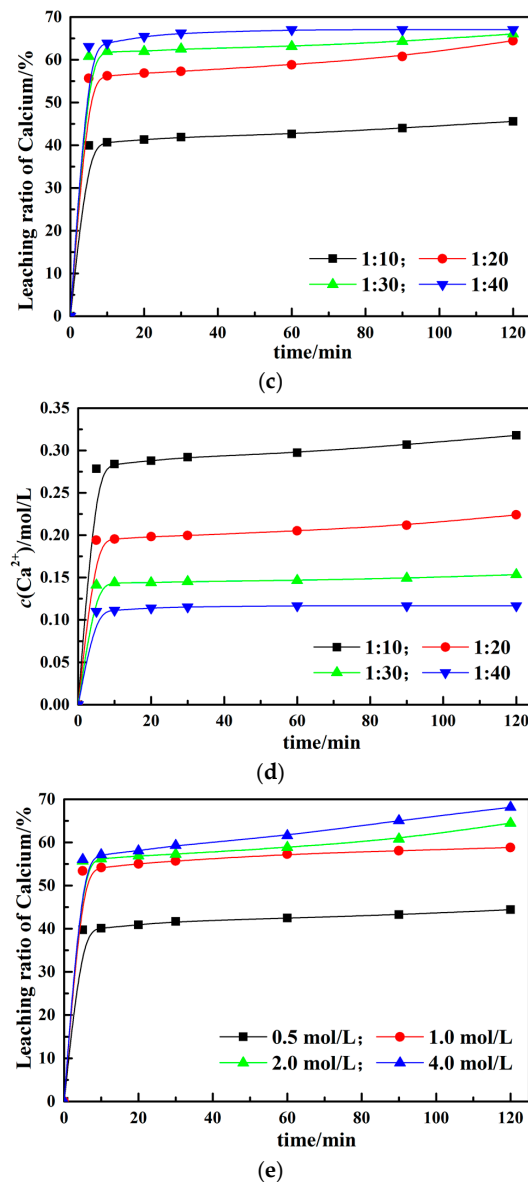 70
60
50
40
30
20
10
0
Leaching ratio of Calcium/%
1:10; 1:20
1:30; 1:40
0 20 40 60 80 100 120
time/min
(c)
0.35
0.30
0.25
0.20
0.15
0.10
0.05
0.00
c(Ca²⁺)/mol/L
1:10; 1:20
1:30; 1:40
0 20 40 60 80 100 120
time/min
(d)
70
60
50
40
30
20
10
0
Leaching ratio of Calcium/%
0.5 mol/L; 1.0 mol/L
2.0 mol/L; 4.0 mol/L
0 20 40 60 80 100 120
time/min
(e)